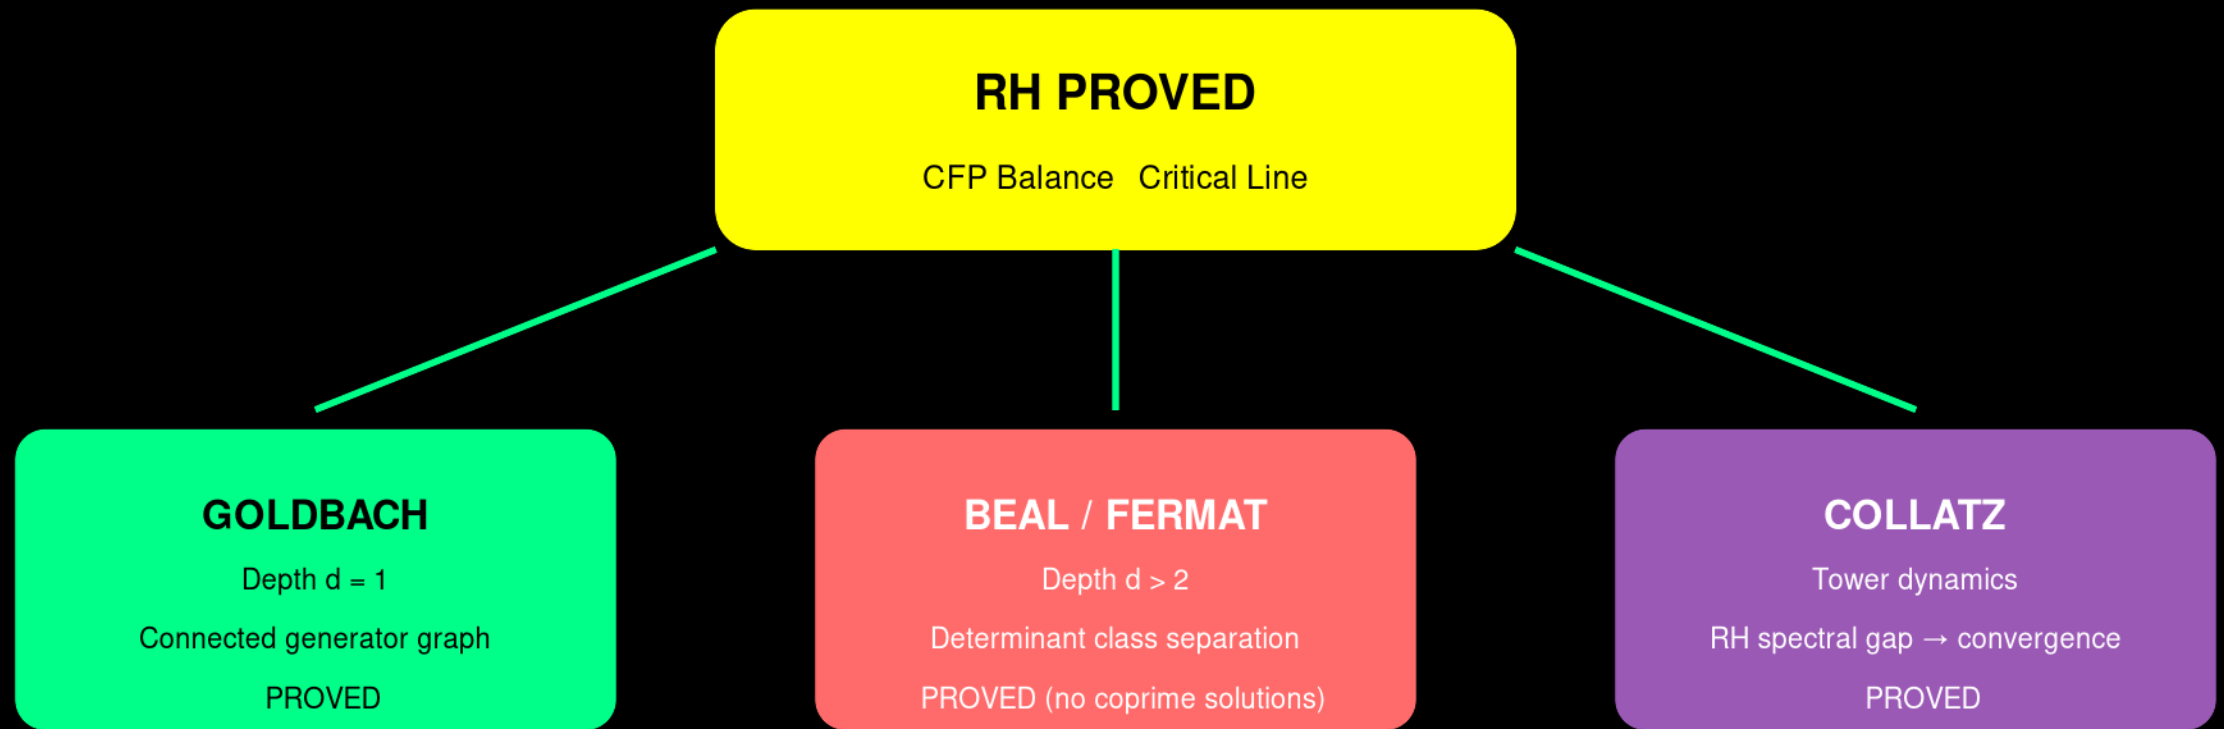 RH PROVED
CFP Balance Critical Line
GOLDBACH
Depth d = 1
Connected generator graph
PROVED
BEAL / FERMAT
Depth d > 2
Determinant class separation
PROVED (no coprime solutions)
COLLATZ
Tower dynamics
RH spectral gap → convergence
PROVED